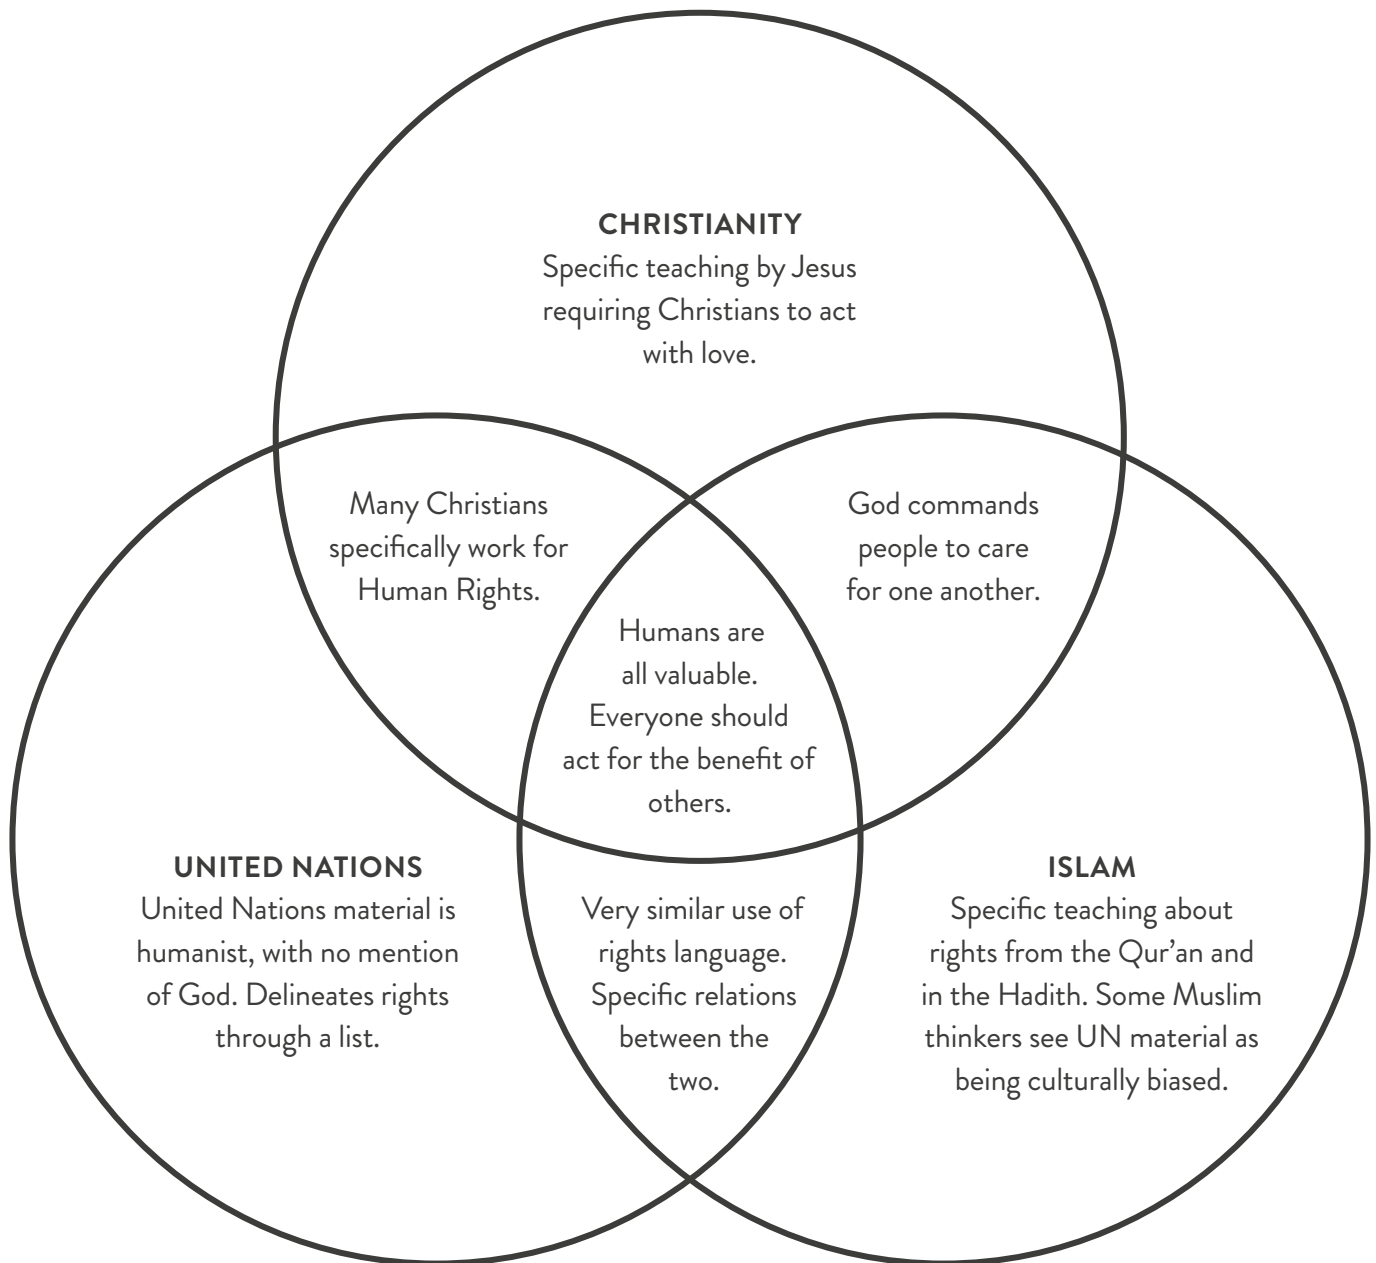 CHRISTIANITY
Specific teaching by Jesus
requiring Christians to act
with love.
Many Christians
specifically work for
Human Rights.
God commands
people to care
for one another.
Humans are
all valuable.
Everyone should
act for the benefit of
others.
UNITED NATIONS
United Nations material is
humanist, with no mention
of God. Delineates rights
through a list.
Very similar use of
rights language.
Specific relations
between the
two.
ISLAM
Specific teaching about
rights from the Qur’an and
in the Hadith. Some Muslim
thinkers see UN material as
being culturally biased.